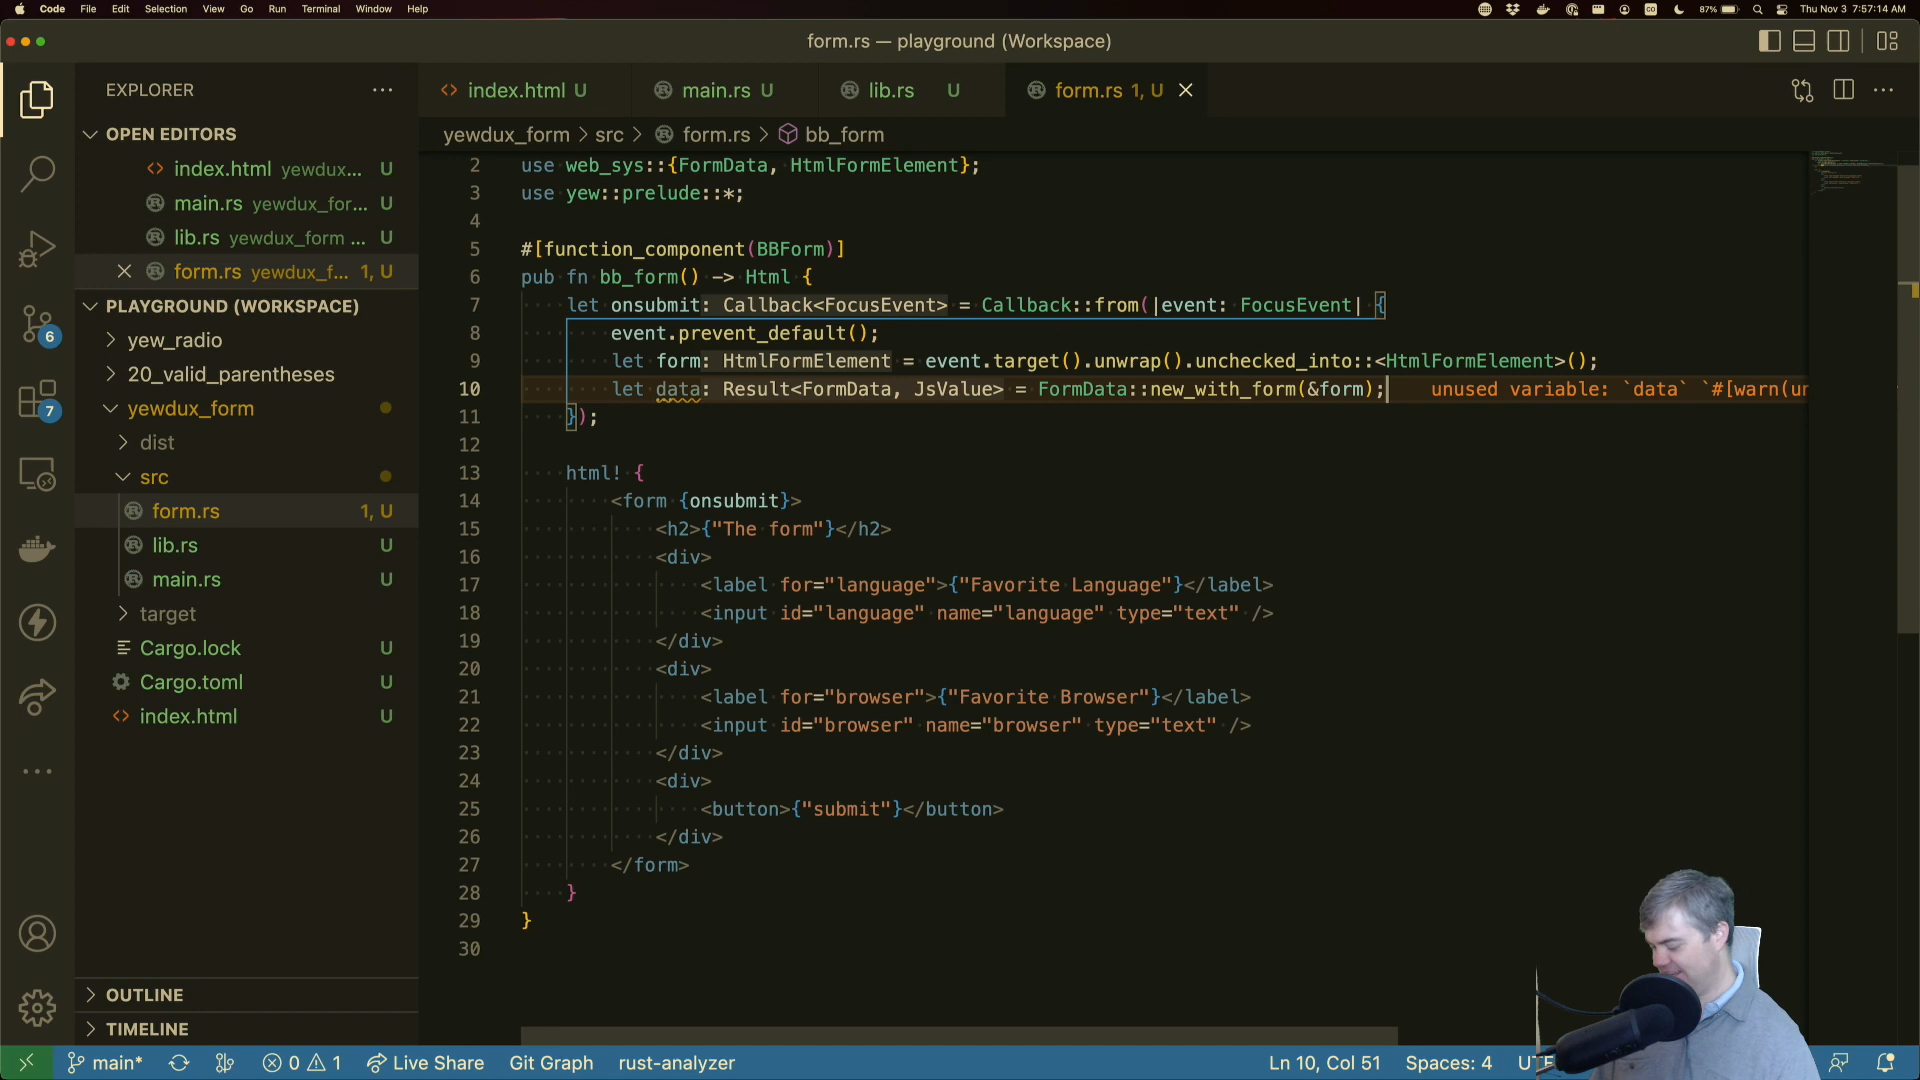 Code File Edit Selection View Go Run Terminal Window Help
87% Thu Nov 3 7:57:14 AM
form.rs — playground (Workspace)
EXPLORER
OPEN EDITORS
index.html yewdux... U
main.rs yewdux_for... U
lib.rs yewdux_form ... U
form.rs yewdux_f... 1, U
PLAYGROUND (WORKSPACE)
yew_radio
20_valid_parentheses
yewdux_form
dist
src
form.rs 1, U
lib.rs U
main.rs U
target
Cargo.lock U
Cargo.toml U
index.html U
OUTLINE
TIMELINE
6
7
index.html U main.rs U lib.rs U form.rs 1, U
yewdux_form > src > form.rs > bb_form
2 use web_sys::{FormData, HtmlFormElement};
3 use yew::prelude::*;
4
5 #[function_component(BBForm)]
6 pub fn bb_form() -> Html {
7 let onsubmit: Callback<FocusEvent> = Callback::from(|event: FocusEvent| {
8 event.prevent_default();
9 let form: HtmlFormElement = event.target().unwrap().unchecked_into::<HtmlFormElement>();
10 let data: Result<FormData, JsValue> = FormData::new_with_form(&form); unused variable: `data` `#[warn(un
11 });
12
13 html! {
14 <form {onsubmit}>
15 <h2>{"The form"}</h2>
16 <div>
17 <label for="language">{"Favorite Language"}</label>
18 <input id="language" name="language" type="text" />
19 </div>
20 <div>
21 <label for="browser">{"Favorite Browser"}</label>
22 <input id="browser" name="browser" type="text" />
23 </div>
24 <div>
25 <button>{"submit"}</button>
26 </div>
27 </form>
28 }
29 }
30
main* 0 1 Live Share Git Graph rust-analyzer Ln 10, Col 51 Spaces: 4